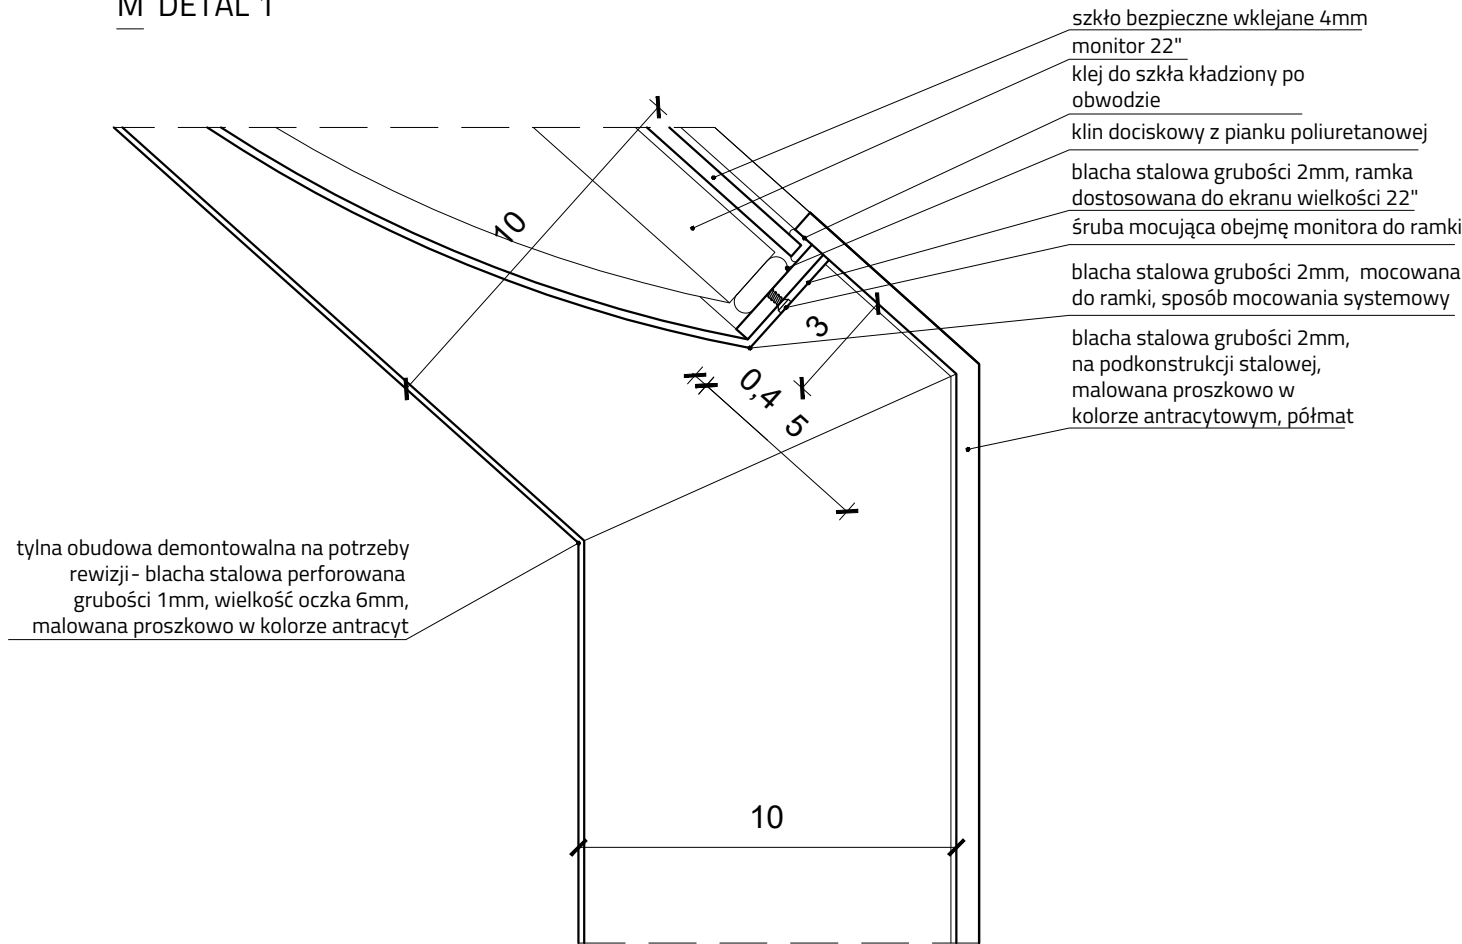 M DETAL 1
szkło bezpieczne wklejane 4mm
monitor 22"
klej do szkła kładziony po
obwodzie
klin dociskowy z pianku poliuretanowej
blacha stalowa grubości 2mm, ramka
dostosowana do ekranu wielkości 22"
śruba mocująca obejmę monitora do ramki
blacha stalowa grubości 2mm, mocowana
do ramki, sposób mocowania systemowy
blacha stalowa grubości 2mm,
na podkonstrukcji stalowej,
malowana proszkowo w
kolorze antracytowym, półmat
10
3
0,4
5
tylna obudowa demontowalna na potrzeby
rewizji- blacha stalowa perforowana
grubości 1mm, wielkość oczka 6mm,
malowana proszkowo w kolorze antracyt
10